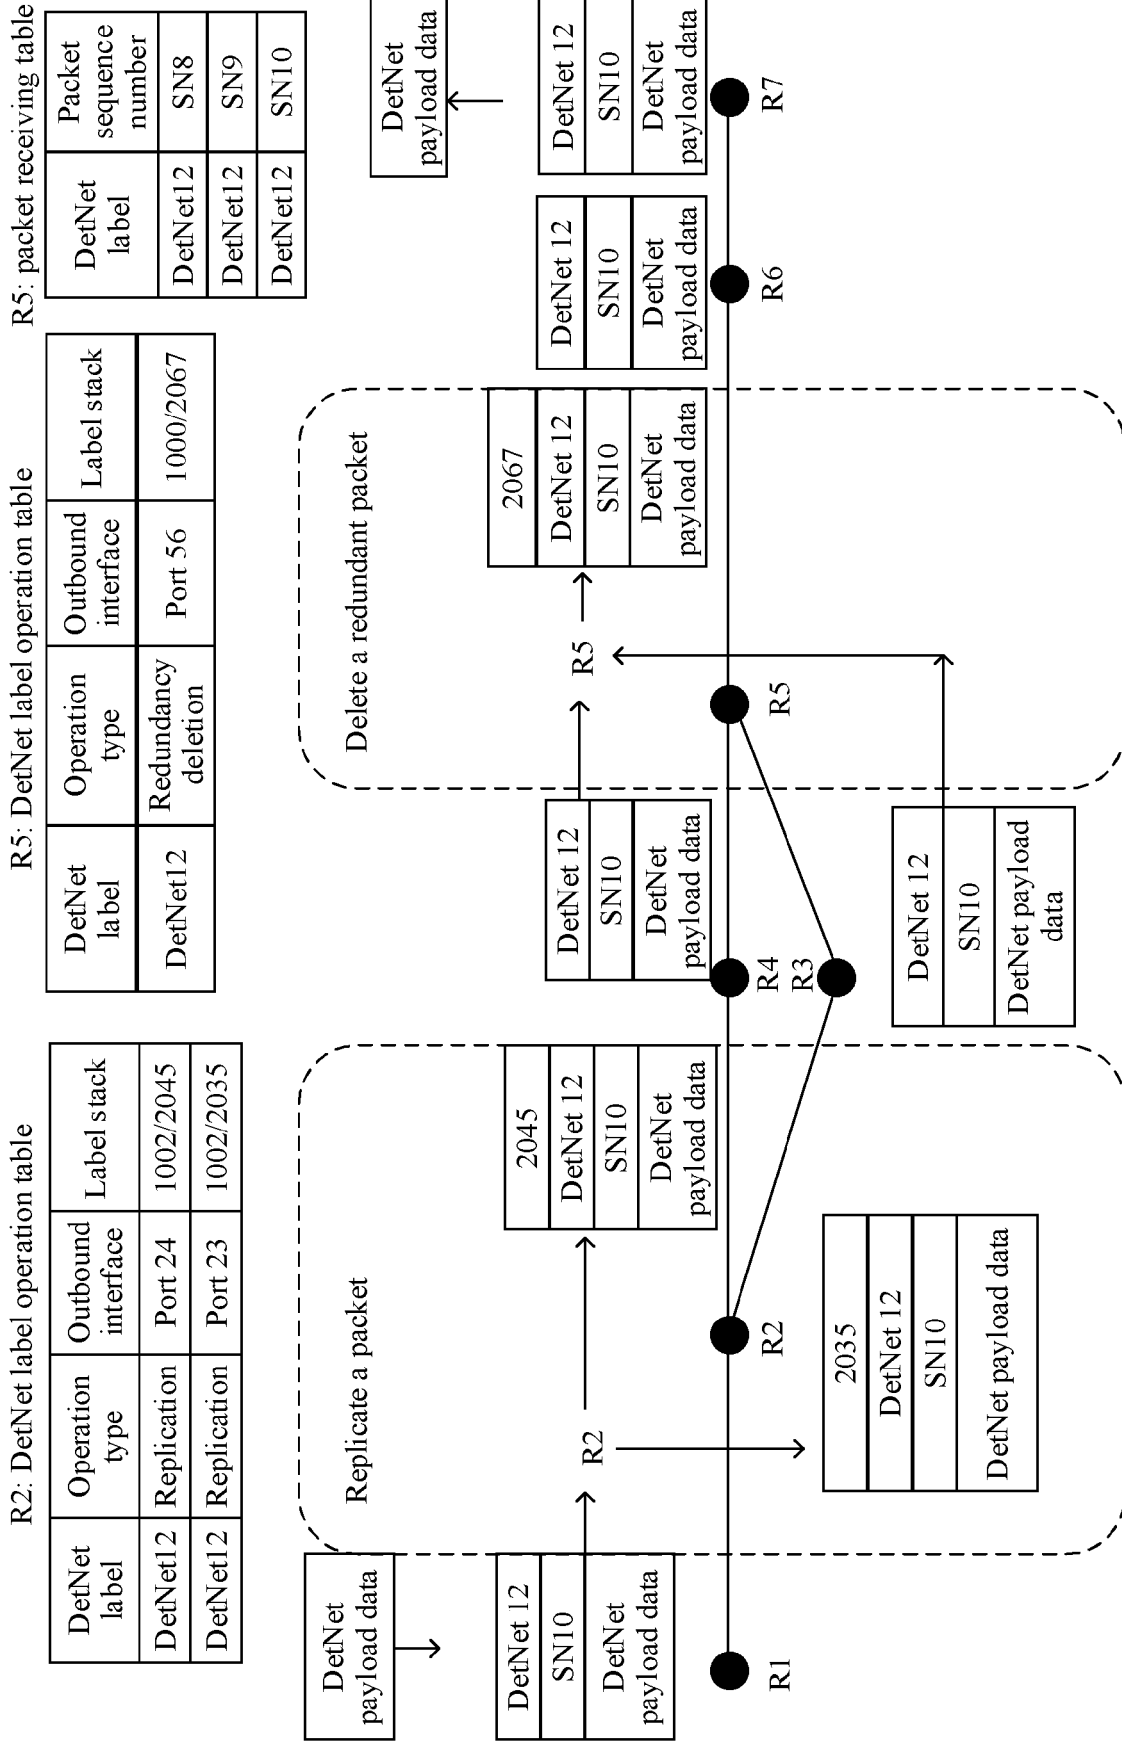 R2: DetNet label operation table
DetNet
label
Operation
type
Outbound
interface
Label stack
DetNet12
Replication
Port 24
1002/2045
DetNet12
Replication
Port 23
1002/2035
R5: DetNet label operation table
DetNet
label
Operation
type
Outbound
interface
Label stack
DetNet12
Redundancy
deletion
Port 56
1000/2067
R5: packet receiving table
DetNet
label
Packet
sequence
number
DetNet12
SN8
DetNet12
SN9
DetNet12
SN10
DetNet
payload data
DetNet 12
SN10
DetNet
payload data
R1
Replicate a packet
R2
2045
DetNet 12
SN10
DetNet
payload data
R2
2035
DetNet 12
SN10
DetNet payload data
DetNet 12
SN10
DetNet
payload data
R4
R3
DetNet 12
SN10
DetNet payload
data
Delete a redundant packet
R5
2067
DetNet 12
SN10
DetNet
payload data
R5
DetNet 12
SN10
DetNet
payload data
R6
DetNet
payload data
DetNet 12
SN10
DetNet
payload data
R7